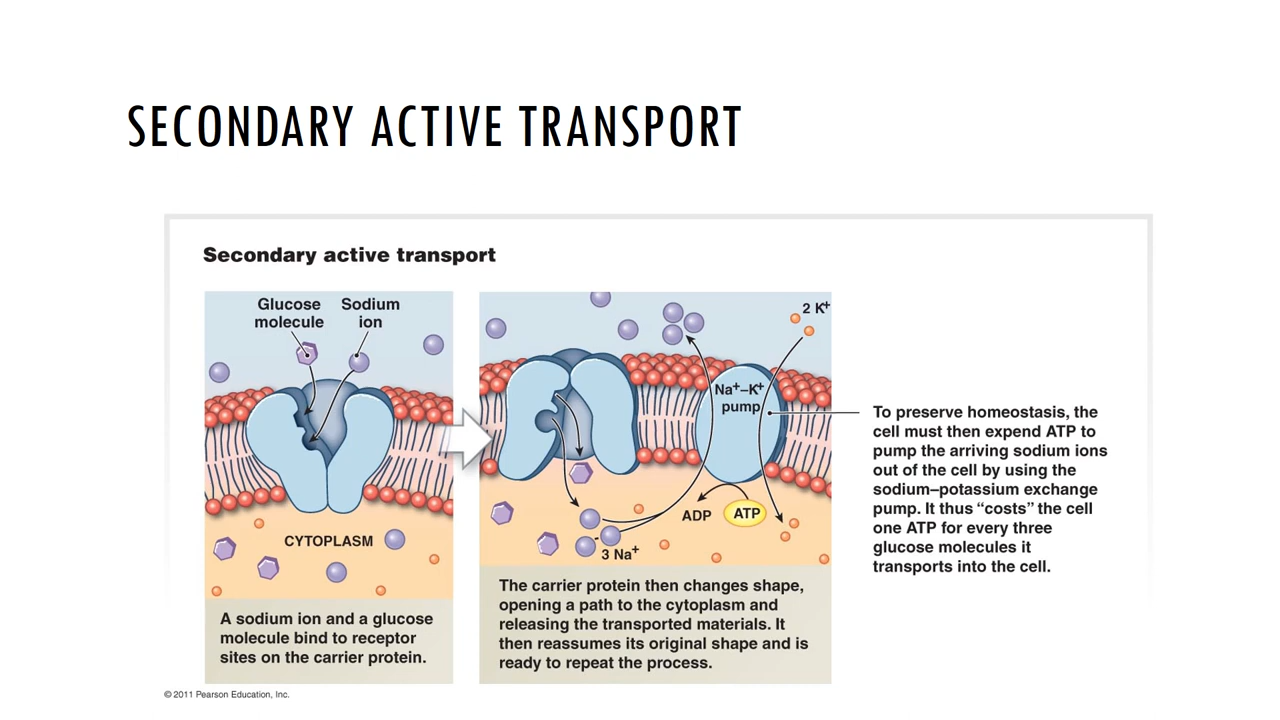 SECONDARY ACTIVE TRANSPORT
Secondary active transport
Glucose
molecule
Sodium
ion
CYTOPLASM
A sodium ion and a glucose
molecule bind to receptor
sites on the carrier protein.
2 K+
Na+–K+
pump
ADP
ATP
3 Na+
The carrier protein then changes shape,
opening a path to the cytoplasm and
releasing the transported materials. It
then reassumes its original shape and is
ready to repeat the process.
To preserve homeostasis, the
cell must then expend ATP to
pump the arriving sodium ions
out of the cell by using the
sodium–potassium exchange
pump. It thus “costs” the cell
one ATP for every three
glucose molecules it
transports into the cell.
© 2011 Pearson Education, Inc.